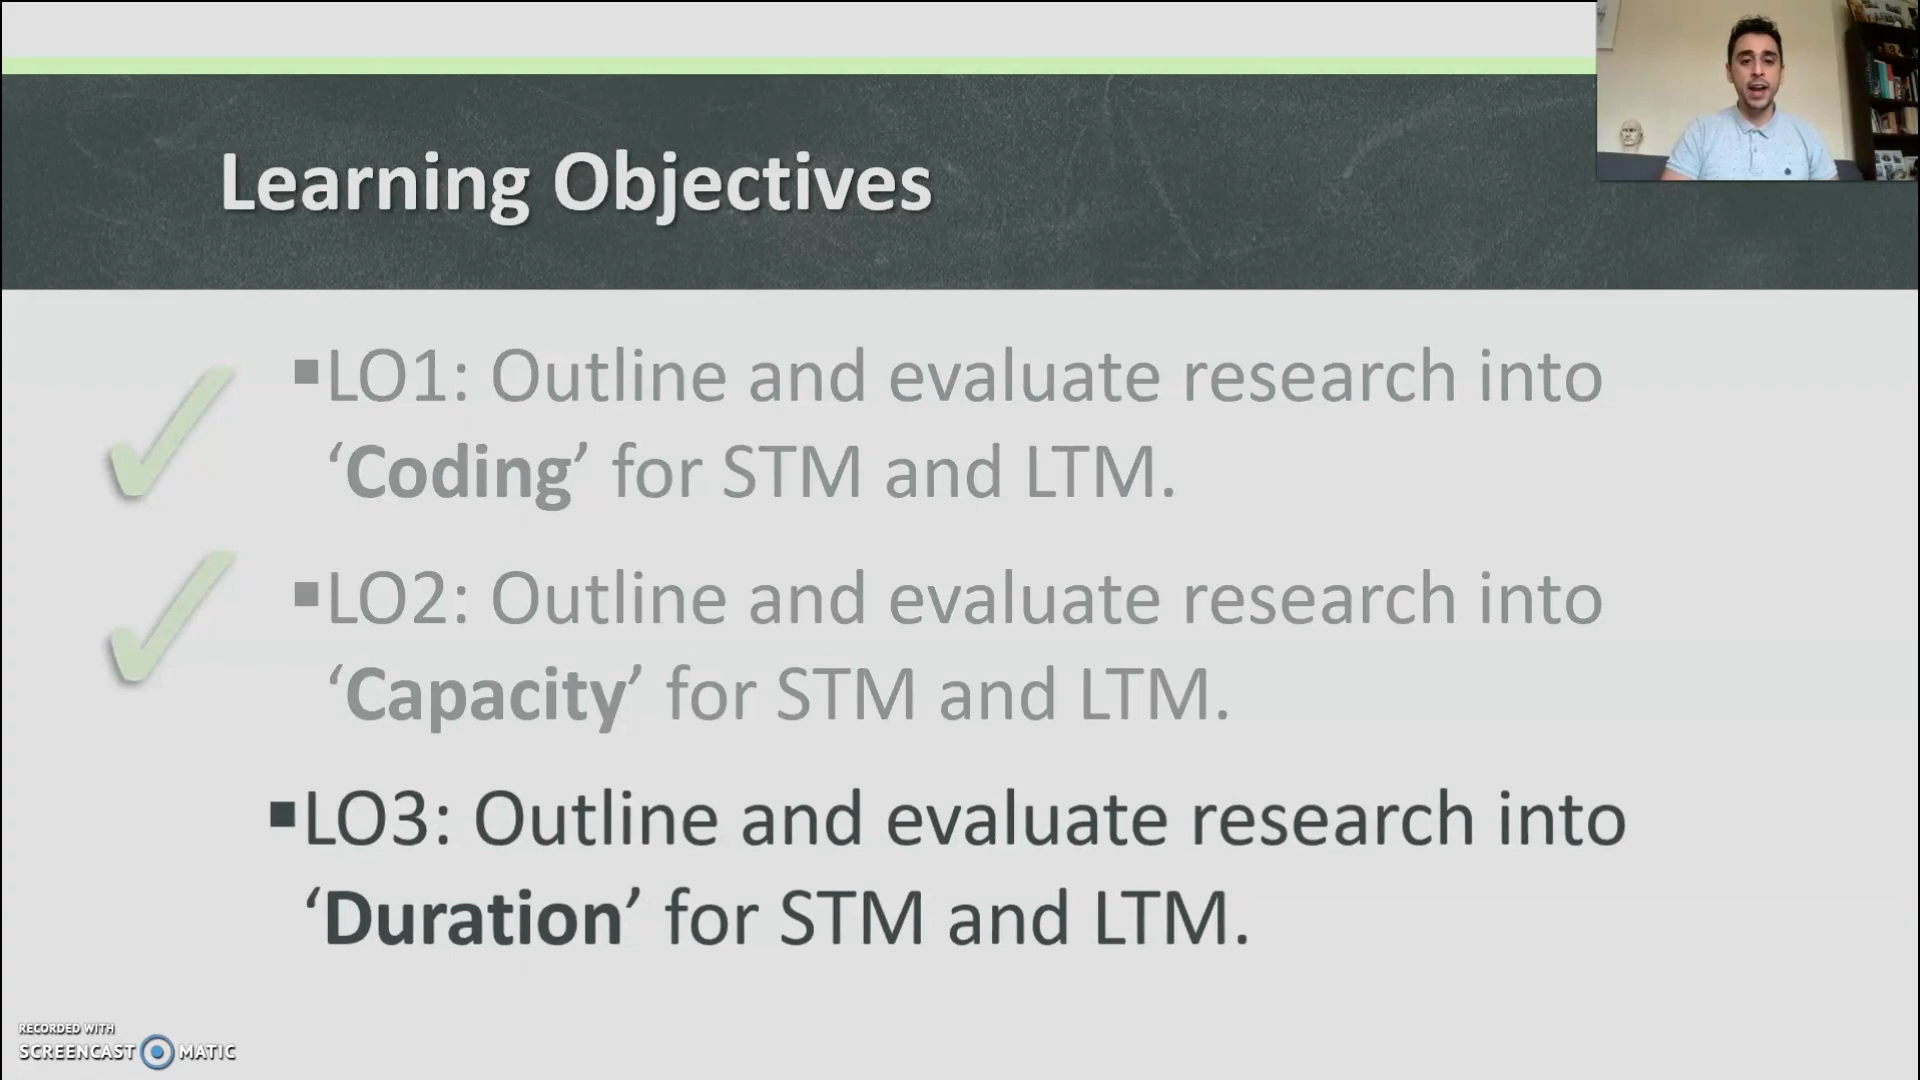 Learning Objectives
▪LO1: Outline and evaluate research into
‘Coding’ for STM and LTM.
▪LO2: Outline and evaluate research into
‘Capacity’ for STM and LTM.
▪LO3: Outline and evaluate research into
‘Duration’ for STM and LTM.
RECORDED WITH
SCREENCAST MATIC